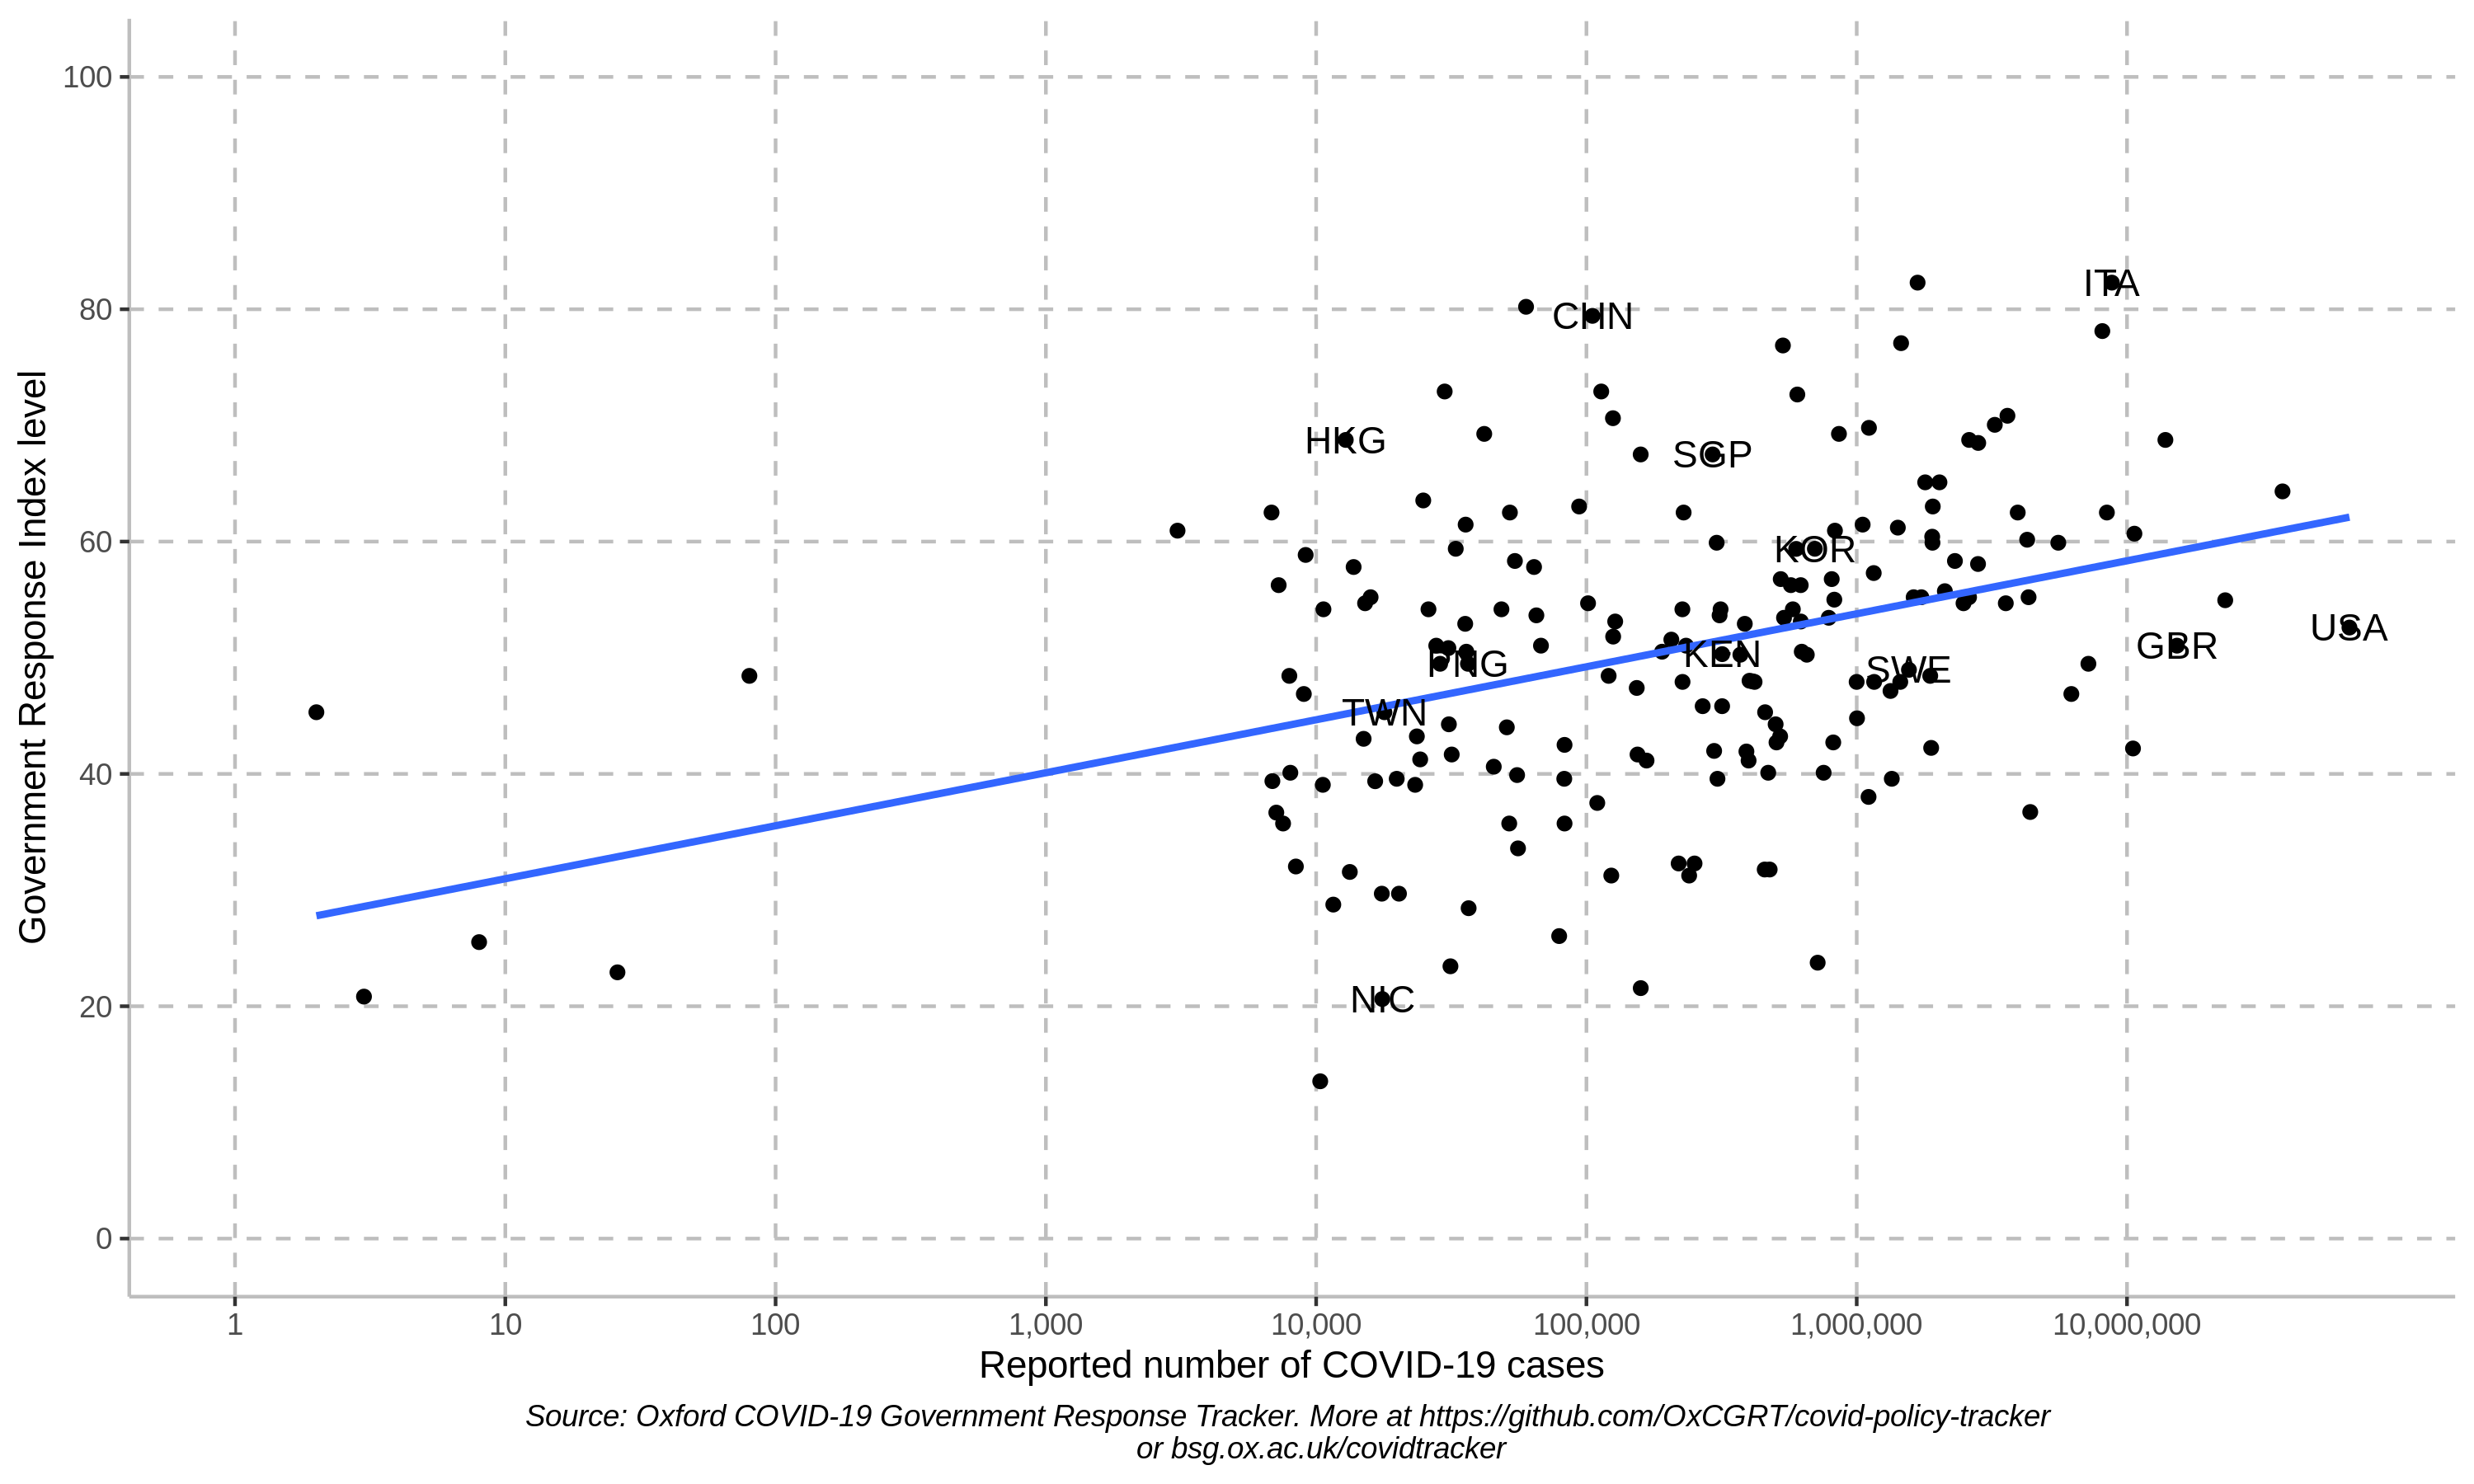 100
ITA
80
CHN
HKG
SGP
60
KOR
USA
GBR
KEN
PNG
SWE
TWN
40
20
NIC
0
Government Response Index level
1
10
100
1,000
10,000
100,000
1,000,000
10,000,000
Reported number of COVID-19 cases
Source: Oxford COVID-19 Government Response Tracker. More at https://github.com/OxCGRT/covid-policy-tracker
or bsg.ox.ac.uk/covidtracker